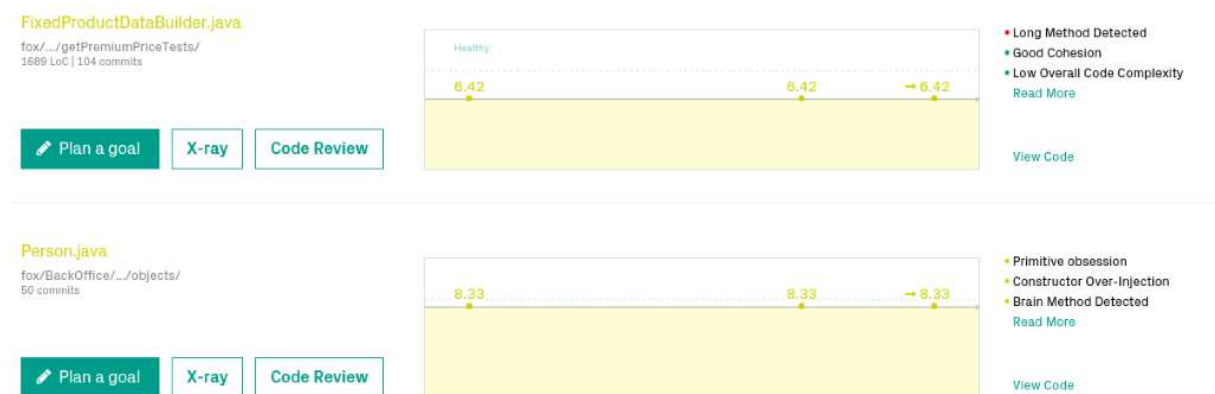 FixedProductDataBuilder.java
fox/.../getPremiumPriceTests/
1689 LoC | 104 commits
Plan a goal
X-ray
Code Review
Healthy
6.42
6.42
→ 6.42
• Long Method Detected
• Good Cohesion
• Low Overall Code Complexity
Read More
View Code
Person.java
fox/BackOffice/.../objects/
50 commits
Plan a goal
X-ray
Code Review
8.33
8.33
→ 8.33
• Primitive obsession
• Constructor Over-Injection
• Brain Method Detected
Read More
View Code